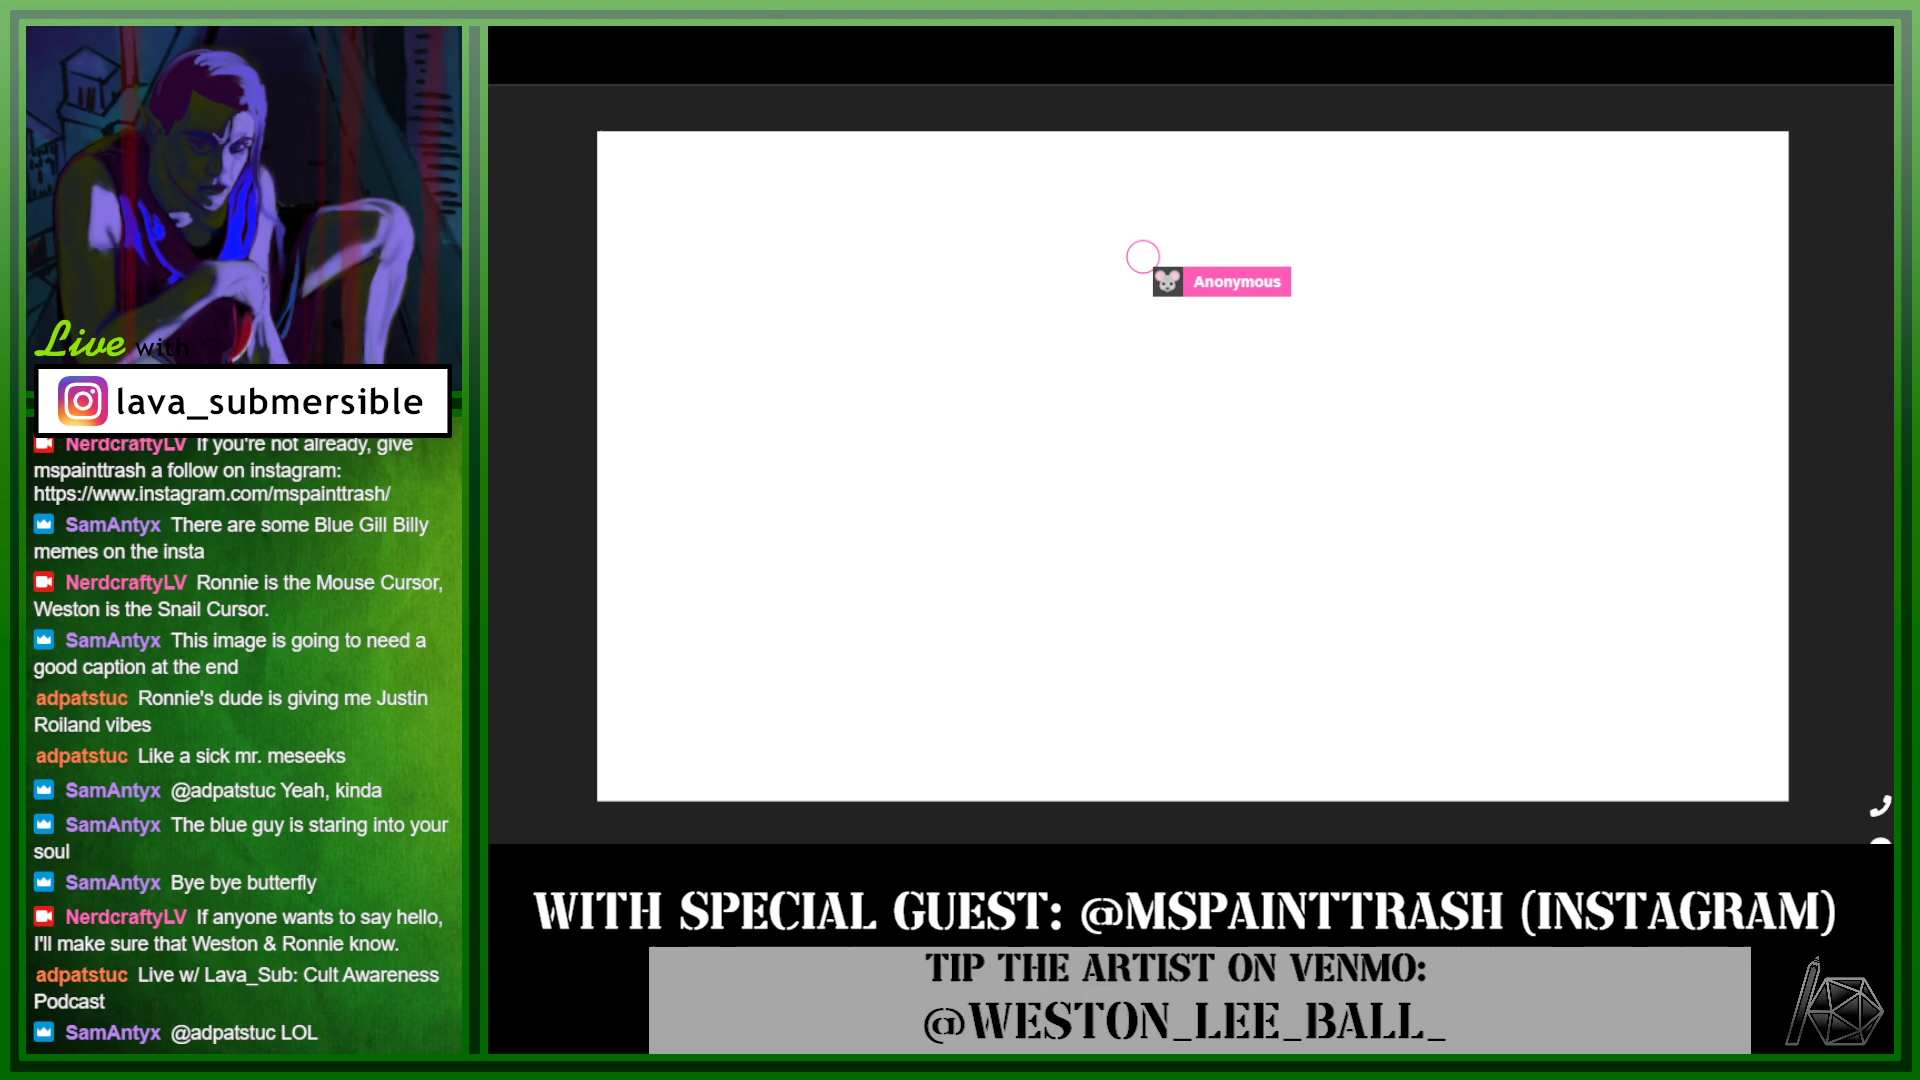 Live with
lava_submersible
NerdcraftyLV If you're not already, give
mspainttrash a follow on instagram:
https://www.instagram.com/mspainttrash/
SamAntyx There are some Blue Gill Billy
memes on the insta
NerdcraftyLV Ronnie is the Mouse Cursor,
Weston is the Snail Cursor.
SamAntyx This image is going to need a
good caption at the end
adpatstuc Ronnie's dude is giving me Justin
Roiland vibes
adpatstuc Like a sick mr. meseeks
SamAntyx @adpatstuc Yeah, kinda
SamAntyx The blue guy is staring into your
soul
SamAntyx Bye bye butterfly
NerdcraftyLV If anyone wants to say hello,
I'll make sure that Weston & Ronnie know.
adpatstuc Live w/ Lava_Sub: Cult Awareness
Podcast
SamAntyx @adpatstuc LOL
Anonymous
WITH SPECIAL GUEST: @MSPAINTTRASH (INSTAGRAM)
TIP THE ARTIST ON VENMO:
@WESTON_LEE_BALL_